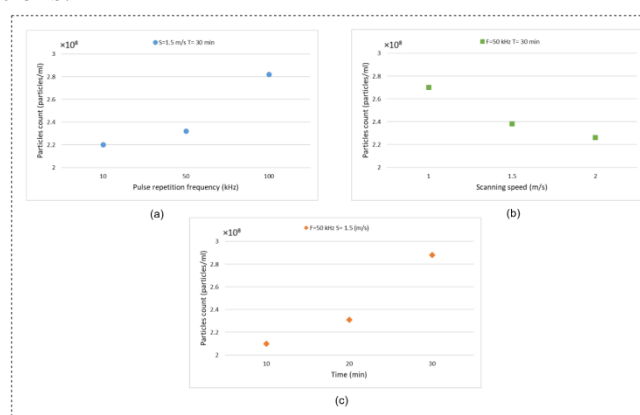 ×10⁸
S=1.5 m/s T= 30 min
3
2.8
2.6
2.4
2.2
2
Particles count (particles/ml)
10 50 100
Pulse repetition frequency (kHz)
(a)
×10⁸
F=50 kHz T= 30 min
3
2.8
2.6
2.4
2.2
2
Particles count (particles/ml)
1 1.5 2
Scanning speed (m/s)
(b)
×10⁸
F=50 kHz S= 1.5 (m/s)
3
2.8
2.6
2.4
2.2
2
Particles count (particles/ml)
10 20 30
Time (min)
(c)